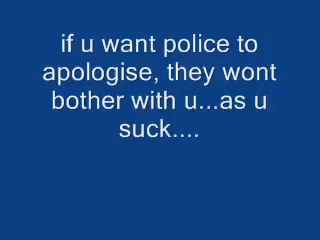 if u want police to
apologise, they wont
bother with u...as u
suck....